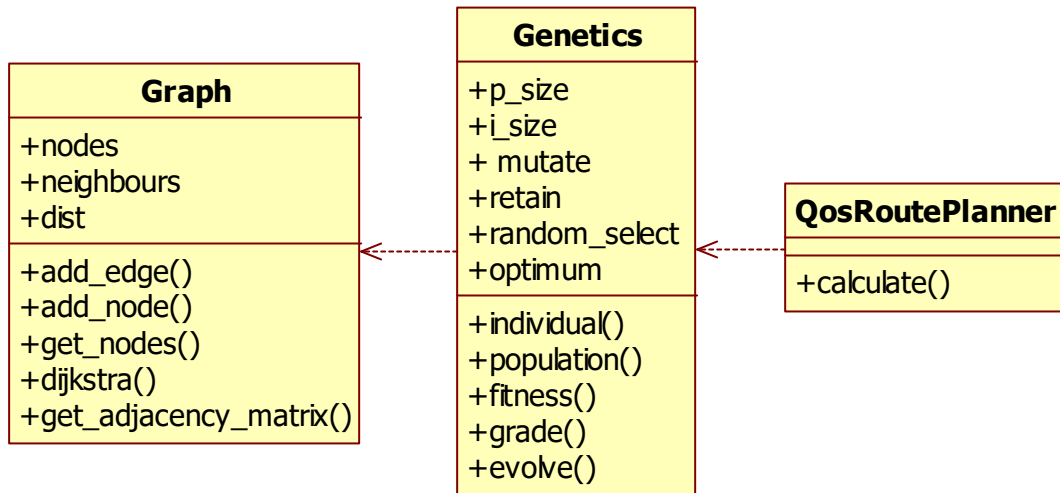 Graph
+nodes
+neighbours
+dist
+add_edge()
+add_node()
+get_nodes()
+dijkstra()
+get_adjacency_matrix()
Genetics
+p_size
+i_size
+ mutate
+retain
+random_select
+optimum
+individual()
+population()
+fitness()
+grade()
+evolve()
QosRoutePlanner
+calculate()